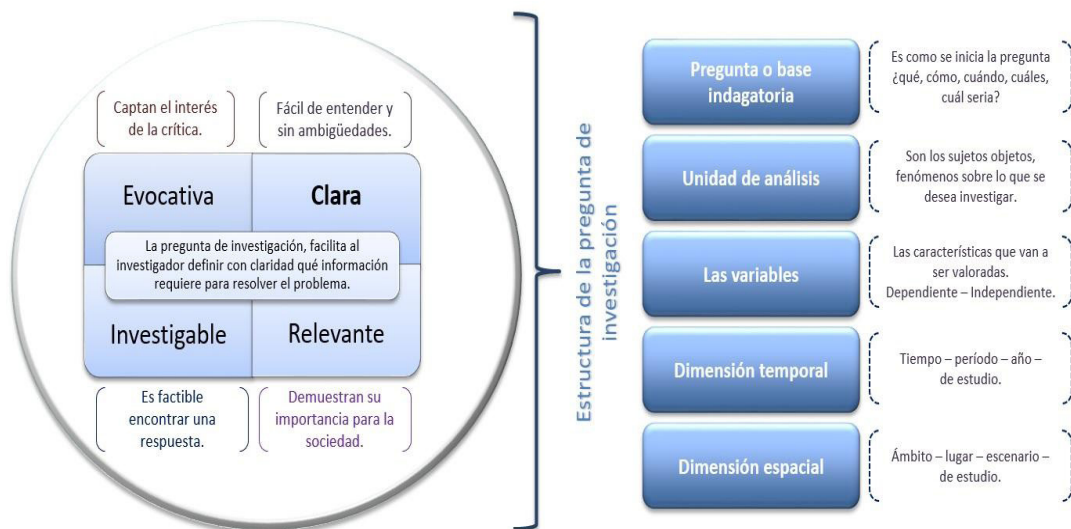 Captan el interés
de la crítica.
Fácil de entender y
sin ambigüedades.
Evocativa
Clara
La pregunta de investigación, facilita al
investigador definir con claridad qué información
requiere para resolver el problema.
Investigable
Relevante
Es factible
encontrar una
respuesta.
Demuestran su
importancia para la
sociedad.
Estructura de la pregunta de
investigación
Pregunta o base
indagatoria
Es como se inicia la pregunta
¿qué, cómo, cuándo, cuáles,
cuál seria?
Unidad de análisis
Son los sujetos objetos,
fenómenos sobre lo que se
desea investigar.
Las variables
Las características que van a
ser valoradas.
Dependiente – Independiente.
Dimensión temporal
Tiempo – período – año –
de estudio.
Dimensión espacial
Ámbito – lugar – escenario –
de estudio.